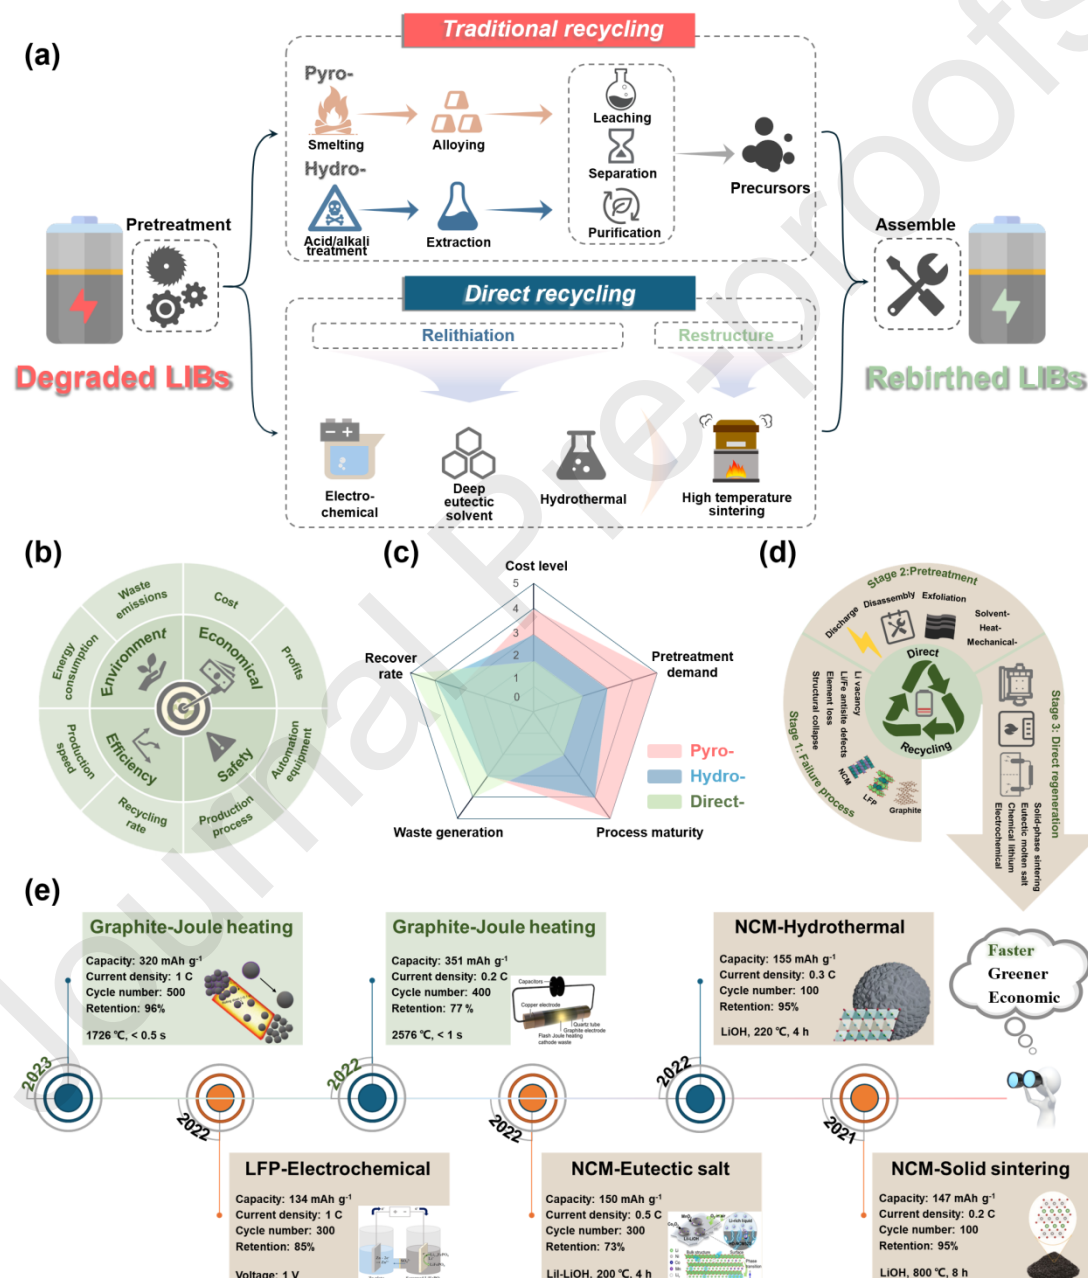 (a)
Traditional recycling
Pyro-
Smelting
Alloying
Leaching
Separation
Purification
Hydro-
Acid/alkali
treatment
Extraction
Precursors
Pretreatment
Degraded LIBs
Assemble
Rebirthed LIBs
Direct recycling
Relithiation
Restructure
Electro-
chemical
Deep
eutectic
solvent
Hydrothermal
High temperature
sintering
(b)
Waste
emissions
Cost
Energy
consumption
Profits
Environment
Economical
Efficiency
Safety
Production
speed
Automation
equipment
Recycling
rate
Production
process
(c)
Cost level
5
4
3
2
1
0
Recover
rate
Pretreatment
demand
Waste generation
Process maturity
Pyro-
Hydro-
Direct-
(d)
Stage 2:Pretreatment
Discharge
Disassembly
Exfoliation
Solvent-
Heat-
Mechanical-
Direct
Recycling
Stage 1: Failure process
Structural collapse
Element loss
Li/Fe antisite defects
Li vacancy
NCM
LFP
Graphite
Stage 3: Direct regeneration
Solid-phase sintering
Eutectic molten salt
Chemical lithium
Electrochemical
(e)
Graphite-Joule heating
Capacity: 320 mAh g⁻¹
Current density: 1 C
Cycle number: 500
Retention: 96%
1726 ℃, < 0.5 s
2023
Graphite-Joule heating
Capacity: 351 mAh g⁻¹
Current density: 0.2 C
Cycle number: 400
Retention: 77 %
2576 ℃, < 1 s
Capacitors
Copper electrode
Quartz tube
Graphite electrode
Flash Joule heating
cathode waste
2022
NCM-Hydrothermal
Capacity: 155 mAh g⁻¹
Current density: 0.3 C
Cycle number: 100
Retention: 95%
LiOH, 220 ℃, 4 h
2022
Faster
Greener
Economic
2022
LFP-Electrochemical
Capacity: 134 mAh g⁻¹
Current density: 1 C
Cycle number: 300
Retention: 85%
Voltage: 1 V
2022
NCM-Eutectic salt
Capacity: 150 mAh g⁻¹
Current density: 0.5 C
Cycle number: 300
Retention: 73%
LiI-LiOH, 200 ℃, 4 h
2021
NCM-Solid sintering
Capacity: 147 mAh g⁻¹
Current density: 0.2 C
Cycle number: 100
Retention: 95%
LiOH, 800 ℃, 8 h
Journal Pre-proofs